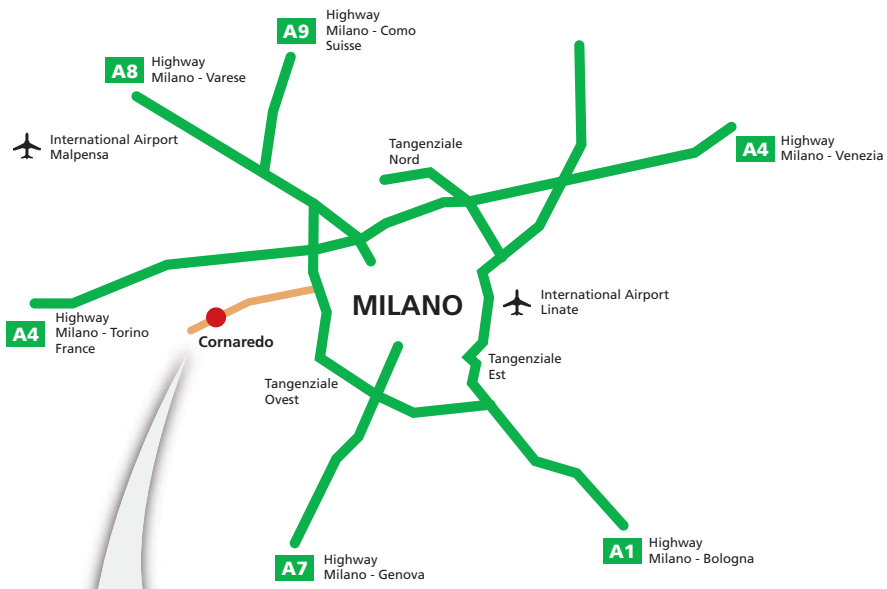 A9
Highway
Milano - Como
Suisse
A8
Highway
Milano - Varese
International Airport
Malpensa
Tangenziale
Nord
A4
Highway
Milano - Venezia
MILANO
International Airport
Linate
A4
Highway
Milano - Torino
France
Cornaredo
Tangenziale
Est
Tangenziale
Ovest
A7
Highway
Milano - Genova
A1
Highway
Milano - Bologna